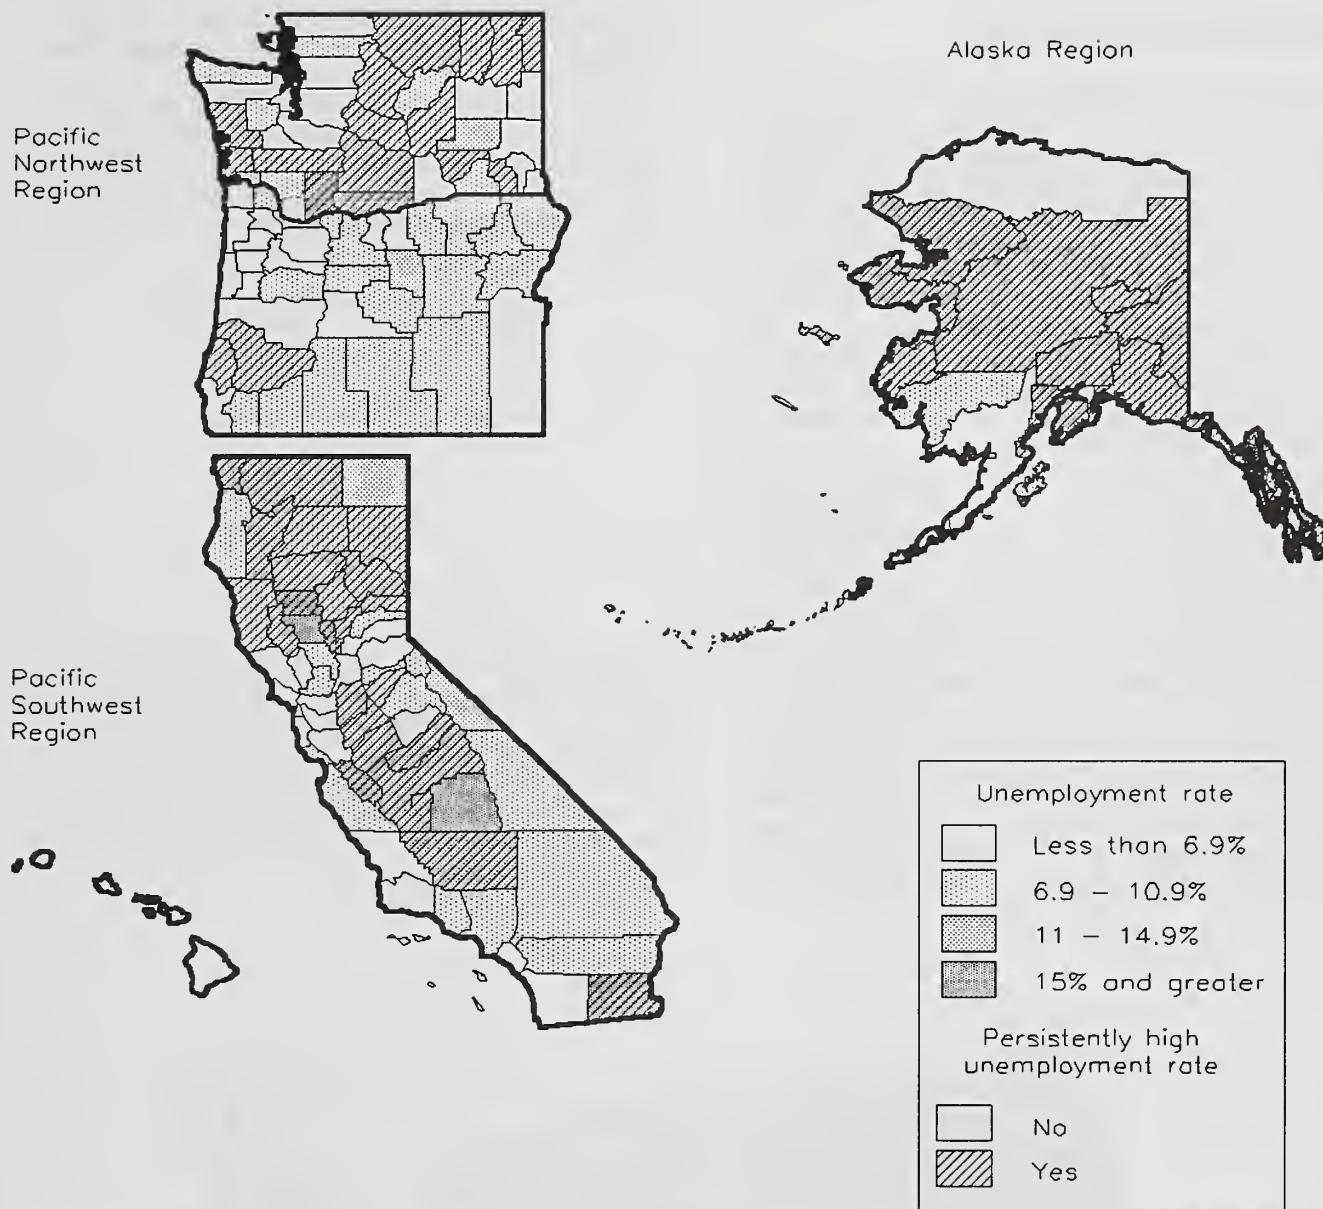 Alaska Region
Pacific
Northwest
Region
Pacific
Southwest
Region
Unemployment rate
Less than 6.9%
6.9 – 10.9%
11 – 14.9%
15% and greater
Persistently high
unemployment rate
No
Yes